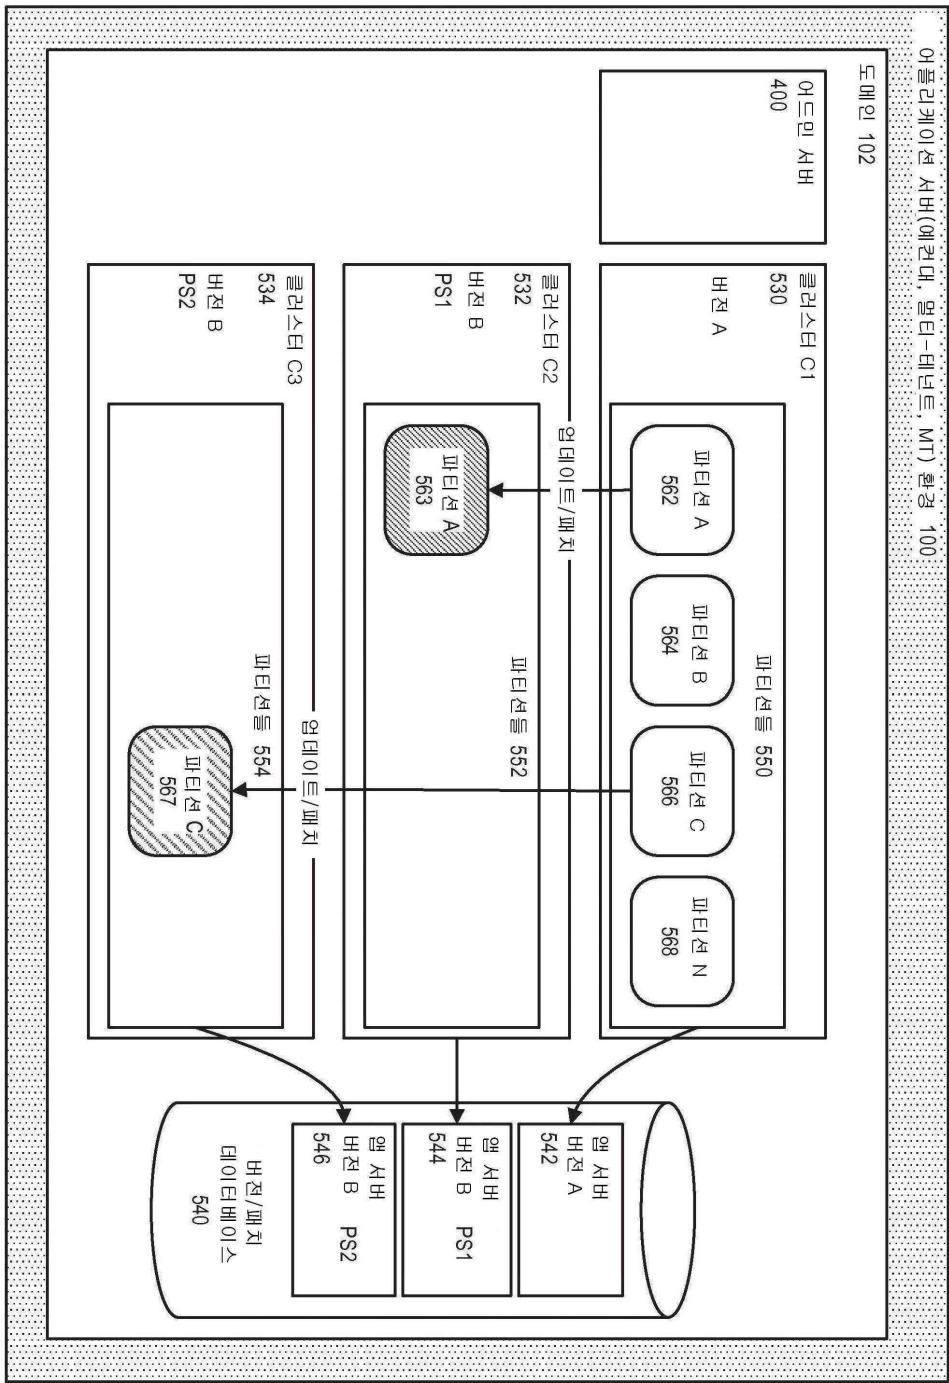 어플리케이션 서버(예컨대, 멀티-테넌트, MT) 환경 100
도메인 102
어드민 서버
400
클러스터 C1
530
버전 A
파티션들 550
파티션 A
562
파티션 B
564
파티션 C
566
파티션 N
568
업데이트/패치
클러스터 C2
532
버전 B
PS1
파티션들 552
파티션 A
563
업데이트/패치
클러스터 C3
534
버전 B
PS2
파티션들 554
파티션 C
567
앱 서버
버전 A
542
앱 서버
버전 B PS1
544
앱 서버
버전 B PS2
546
버전/패치
데이터베이스
540